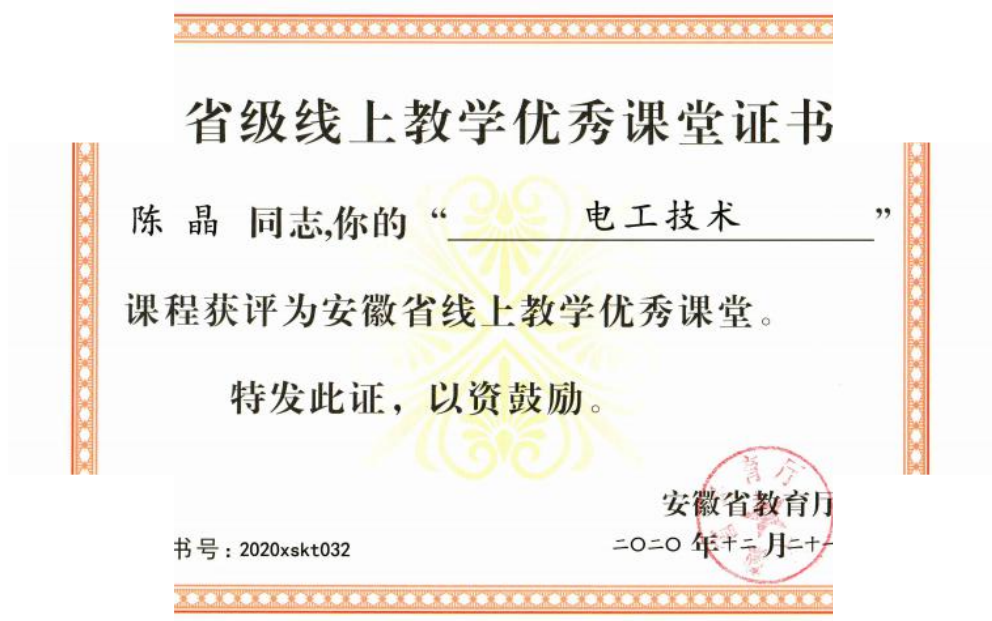 省级线上教学优秀课堂证书
陈 晶 同志,你的“电工技术”
课程获评为安徽省线上教学优秀课堂。
特发此证，以资鼓励。
安徽省教育厅
书号：2020xskt032
二〇二〇年十二月二十一